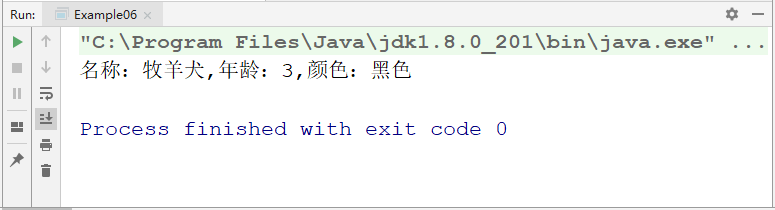 Run: Example06
"C:\Program Files\Java\jdk1.8.0_201\bin\java.exe" ...
名称：牧羊犬,年龄：3,颜色：黑色
Process finished with exit code 0